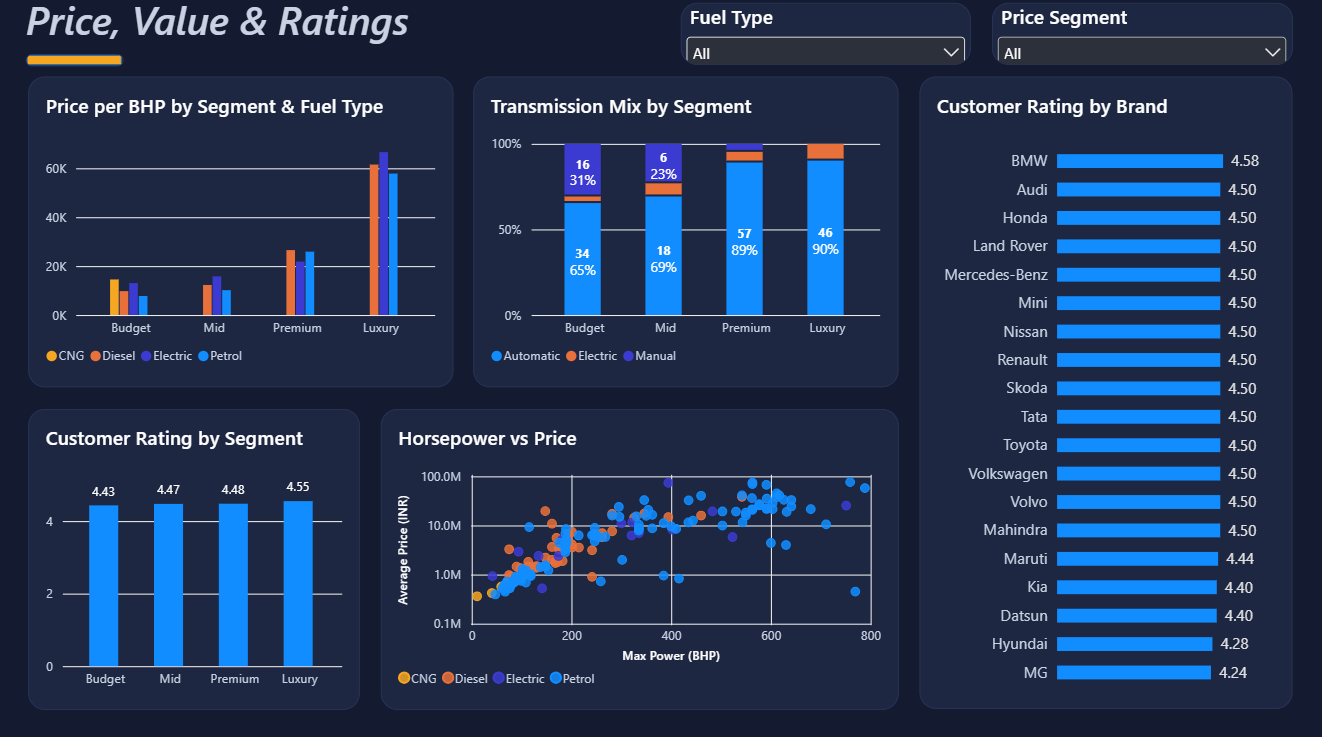 Price, Value & Ratings
Fuel Type
All
Price Segment
All
Price per BHP by Segment & Fuel Type
60K
40K
20K
0K
Budget Mid Premium Luxury
CNG Diesel Electric Petrol
Transmission Mix by Segment
100%
50%
0%
16
31%
6
23%
34
65%
18
69%
57
89%
46
90%
Budget Mid Premium Luxury
Automatic Electric Manual
Customer Rating by Brand
BMW 4.58
Audi 4.50
Honda 4.50
Land Rover 4.50
Mercedes-Benz 4.50
Mini 4.50
Nissan 4.50
Renault 4.50
Skoda 4.50
Tata 4.50
Toyota 4.50
Volkswagen 4.50
Volvo 4.50
Mahindra 4.50
Maruti 4.44
Kia 4.40
Datsun 4.40
Hyundai 4.28
MG 4.24
Customer Rating by Segment
4.43 4.47 4.48 4.55
4
2
0
Budget Mid Premium Luxury
Horsepower vs Price
Average Price (INR)
100.0M
10.0M
1.0M
0.1M
0 200 400 600 800
Max Power (BHP)
CNG Diesel Electric Petrol